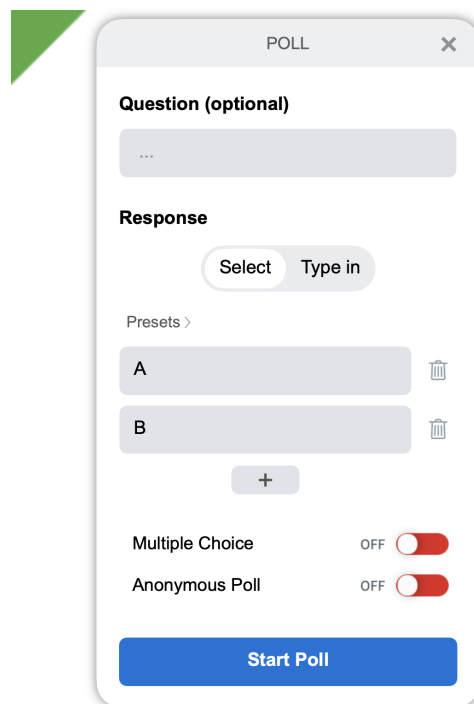 POLL
Question (optional)
...
Response
Select Type in
Presets
A
B
+
Multiple Choice OFF
Anonymous Poll OFF
Start Poll